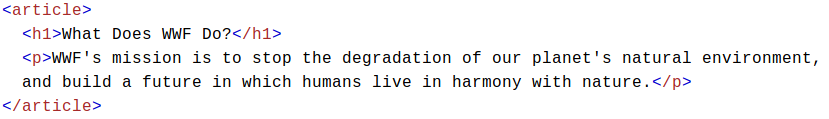 <article>
<h1>What Does WWF Do?</h1>
<p>WWF's mission is to stop the degradation of our planet's natural environment,
and build a future in which humans live in harmony with nature.</p>
</article>